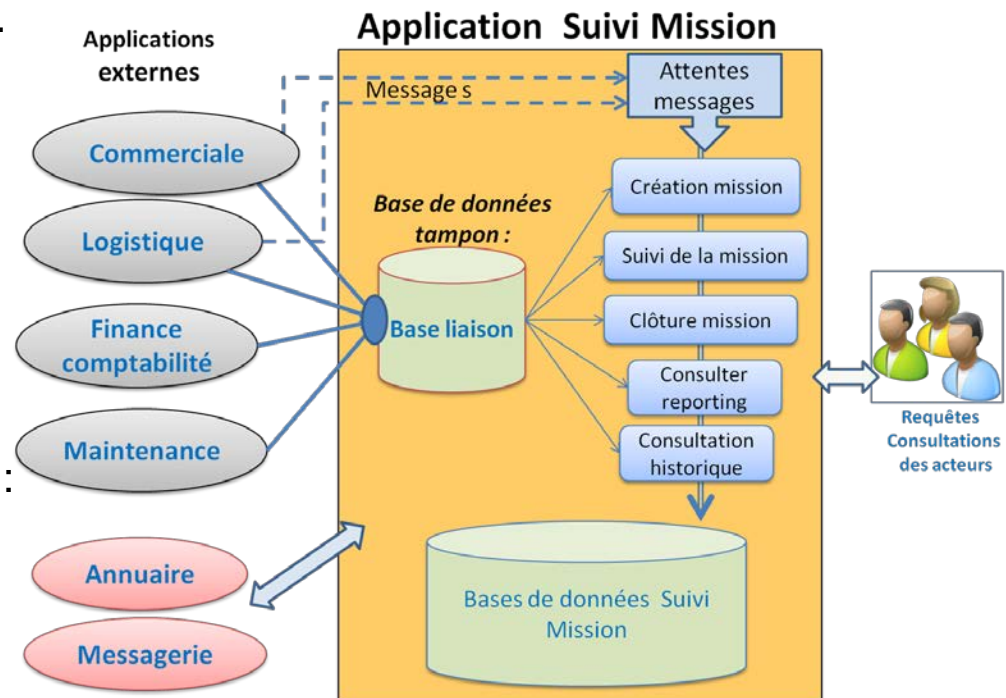 Application Suivi Mission
.
Applications
externes
Commerciale
Logistique
Finance
comptabilité
Maintenance
:
Annuaire
Messagerie
Message s
Attentes
messages
Base de données
tampon :
Base liaison
Création mission
Suivi de la mission
Clôture mission
Consulter
reporting
Consultation
historique
Bases de données Suivi
Mission
Requêtes
Consultations
des acteurs